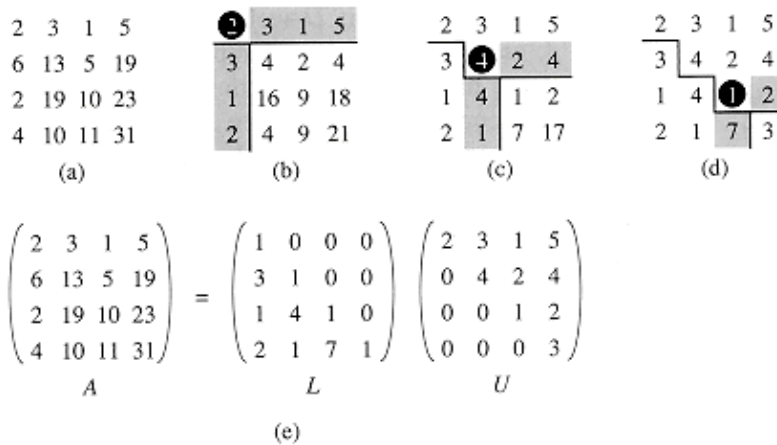 2 3 1 5
6 13 5 19
2 19 10 23
4 10 11 31
(a)
2 3 1 5
3 4 2 4
1 16 9 18
2 4 9 21
(b)
2 3 1 5
3 4 2 4
1 4 1 2
2 1 7 17
(c)
2 3 1 5
3 4 2 4
1 4 1 2
2 1 7 3
(d)
2 3 1 5
6 13 5 19
2 19 10 23
4 10 11 31
A
=
1 0 0 0
3 1 0 0
1 4 1 0
2 1 7 1
L
2 3 1 5
0 4 2 4
0 0 1 2
0 0 0 3
U
(e)